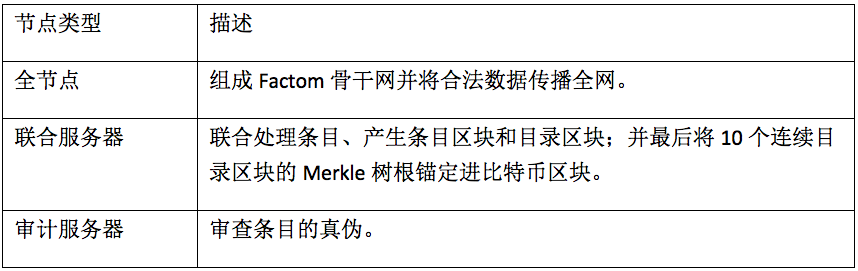 节点类型 描述
全节点 组成 Factom 骨干网并将合法数据传播全网。
联合服务器 联合处理条目、产生条目区块和目录区块；并最后将 10 个连续目
录区块的 Merkle 树根锚定进比特币区块。
审计服务器 审查条目的真伪。